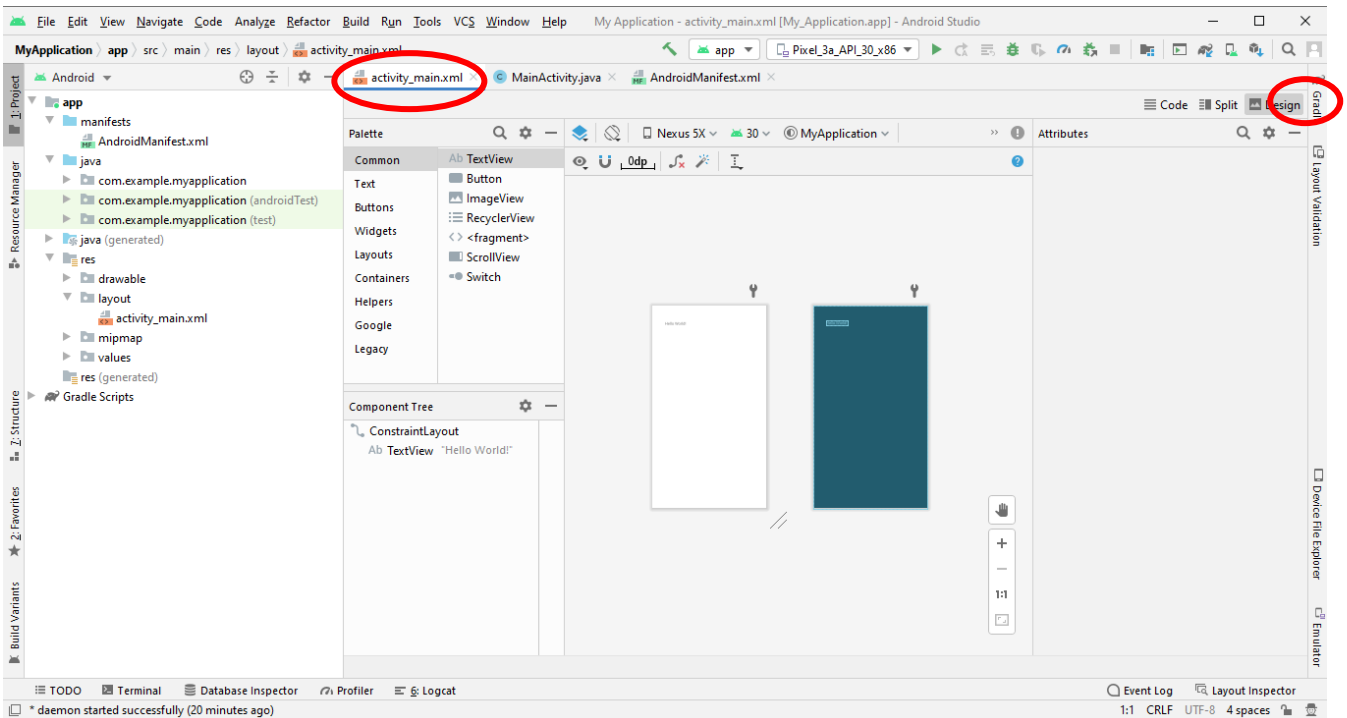 File Edit View Navigate Code Analyze Refactor Build Run Tools VCS Window Help My Application - activity_main.xml [My_Application.app] - Android Studio
MyApplication app src main res layout activity_main.xml app Pixel_3a_API_30_x86
Android activity_main.xml MainActivity.java AndroidManifest.xml
Code Split Design
1: Project
Resource Manager
7: Structure
2: Favorites
Build Variants
app
manifests
AndroidManifest.xml
java
com.example.myapplication
com.example.myapplication (androidTest)
com.example.myapplication (test)
java (generated)
res
drawable
layout
activity_main.xml
mipmap
values
res (generated)
Gradle Scripts
Palette
Common
Text
Buttons
Widgets
Layouts
Containers
Helpers
Google
Legacy
Ab TextView
Button
ImageView
RecyclerView
<fragment>
ScrollView
Switch
Component Tree
ConstraintLayout
Ab TextView "Hello World!"
Nexus 5X 30 MyApplication
0dp
Hello World!
1:1
Attributes
Layout Validation
Device File Explorer
Emulator
TODO Terminal Database Inspector Profiler 6: Logcat Event Log Layout Inspector
* daemon started successfully (20 minutes ago) 1:1 CRLF UTF-8 4 spaces